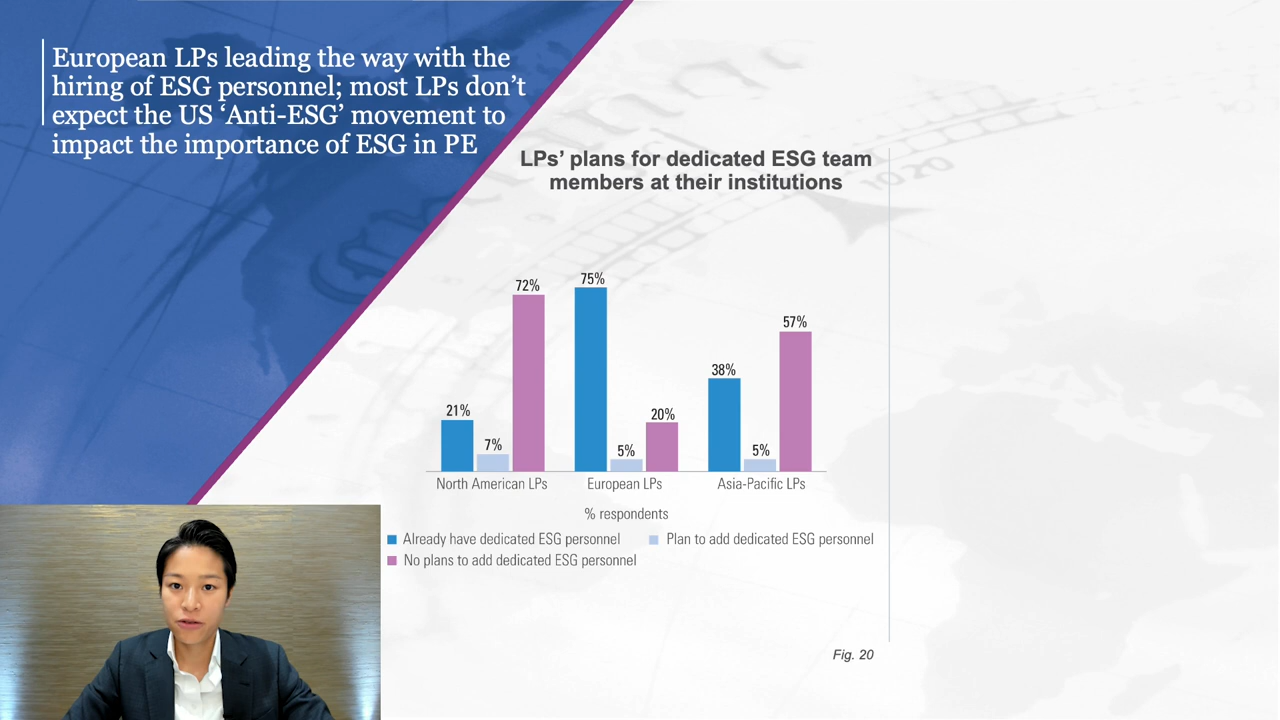 European LPs leading the way with the
hiring of ESG personnel; most LPs don’t
expect the US ‘Anti-ESG’ movement to
impact the importance of ESG in PE
LPs’ plans for dedicated ESG team
members at their institutions
21%
7%
72%
75%
5%
20%
38%
5%
57%
North American LPs
European LPs
Asia-Pacific LPs
% respondents
Already have dedicated ESG personnel
Plan to add dedicated ESG personnel
No plans to add dedicated ESG personnel
Fig. 20
1020